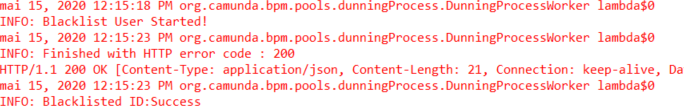 mai 15, 2020 12:15:18 PM org.camunda.bpm.pools.dunningProcess.DunningProcessWorker lambda$0
INFO: Blacklist User Started!
mai 15, 2020 12:15:23 PM org.camunda.bpm.pools.dunningProcess.DunningProcessWorker lambda$0
INFO: Finished with HTTP error code : 200
HTTP/1.1 200 OK [Content-Type: application/json, Content-Length: 21, Connection: keep-alive, Da
mai 15, 2020 12:15:23 PM org.camunda.bpm.pools.dunningProcess.DunningProcessWorker lambda$0
INFO: Blacklisted ID:Success